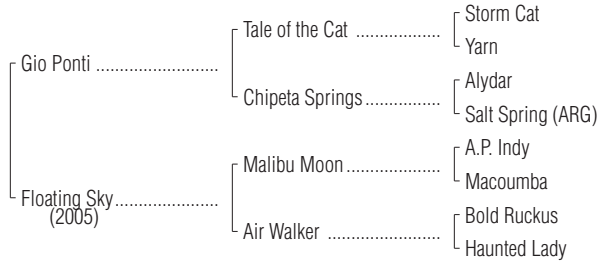 Storm Cat
Tale of the Cat ..................
Yarn
Gio Ponti ..........................
Alydar
Chipeta Springs................
Salt Spring (ARG)
A.P. Indy
Malibu Moon....................
Macoumba
Floating Sky......................
(2005)
Bold Ruckus
Air Walker ........................
Haunted Lady